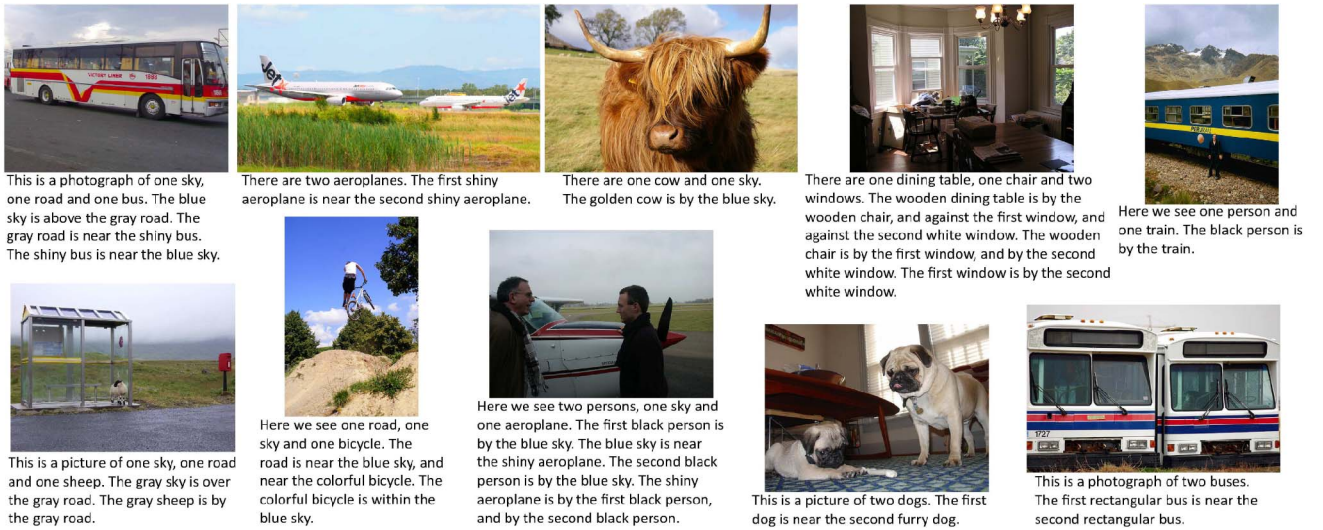 VICTORY LINER
1693
Jet
Jet
This is a photograph of one sky,
one road and one bus. The blue
sky is above the gray road. The
gray road is near the shiny bus.
The shiny bus is near the blue sky.
There are two aeroplanes. The first shiny
aeroplane is near the second shiny aeroplane.
There are one cow and one sky.
The golden cow is by the blue sky.
There are one dining table, one chair and two
windows. The wooden dining table is by the
wooden chair, and against the first window, and
against the second white window. The wooden
chair is by the first window, and by the second
white window. The first window is by the second
white window.
Here we see one person and
one train. The black person is
by the train.
This is a picture of one sky, one road
and one sheep. The gray sky is over
the gray road. The gray sheep is by
the gray road.
Here we see one road, one
sky and one bicycle. The
road is near the blue sky, and
near the colorful bicycle. The
colorful bicycle is within the
blue sky.
Here we see two persons, one sky and
one aeroplane. The first black person is
by the blue sky. The blue sky is near
the shiny aeroplane. The second black
person is by the blue sky. The shiny
aeroplane is by the first black person,
and by the second black person.
This is a picture of two dogs. The first
dog is near the second furry dog.
1727
This is a photograph of two buses.
The first rectangular bus is near the
second rectangular bus.